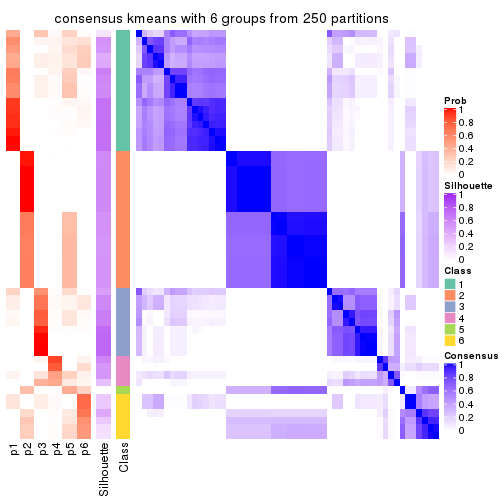 consensus kmeans with 6 groups from 250 partitions
Prob
1
0.8
0.6
0.4
0.2
0
Silhouette
1
0.8
0.6
0.4
0.2
0
Class
1
2
3
4
5
6
Consensus
1
0.8
0.6
0.4
0.2
0
p1
p2
p3
p4
p5
p6
Silhouette
Class